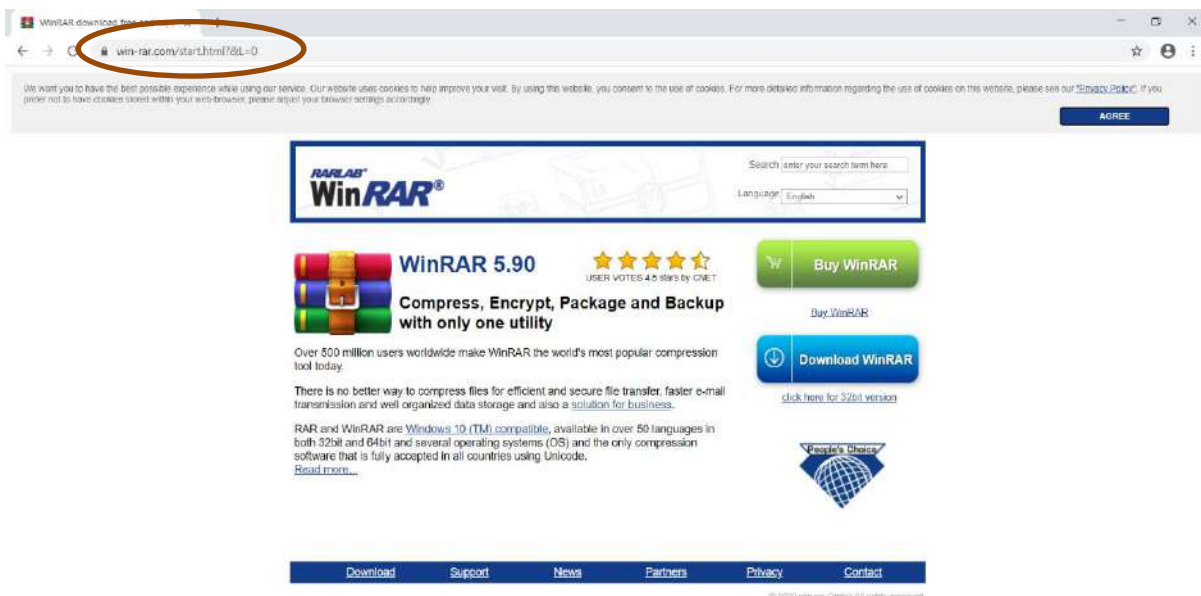 WinRAR download free and
win-rar.com/start.html?&L=0
We want you to have the best possible experience while using our service. Our website uses cookies to help improve your visit. By using this website, you consent to the use of cookies. For more detailed information regarding the use of cookies on this website, please see our "Privacy Policy". If you
prefer not to have cookies stored within your web-browser, please adjust your browser settings accordingly
AGREE
RARLAB®
WinRAR®
Search enter your search term here
Language English
WinRAR 5.90
USER VOTES 4.5 stars by CNET
Compress, Encrypt, Package and Backup
with only one utility
Over 500 million users worldwide make WinRAR the world's most popular compression
tool today.
There is no better way to compress files for efficient and secure file transfer, faster e-mail
transmission and well organized data storage and also a solution for business.
RAR and WinRAR are Windows 10 (TM) compatible, available in over 50 languages in
both 32bit and 64bit and several operating systems (OS) and the only compression
software that is fully accepted in all countries using Unicode.
Read more...
Buy WinRAR
Buy WinRAR
Download WinRAR
click here for 32bit version
People's Choice
Download Support News Partners Privacy Contact